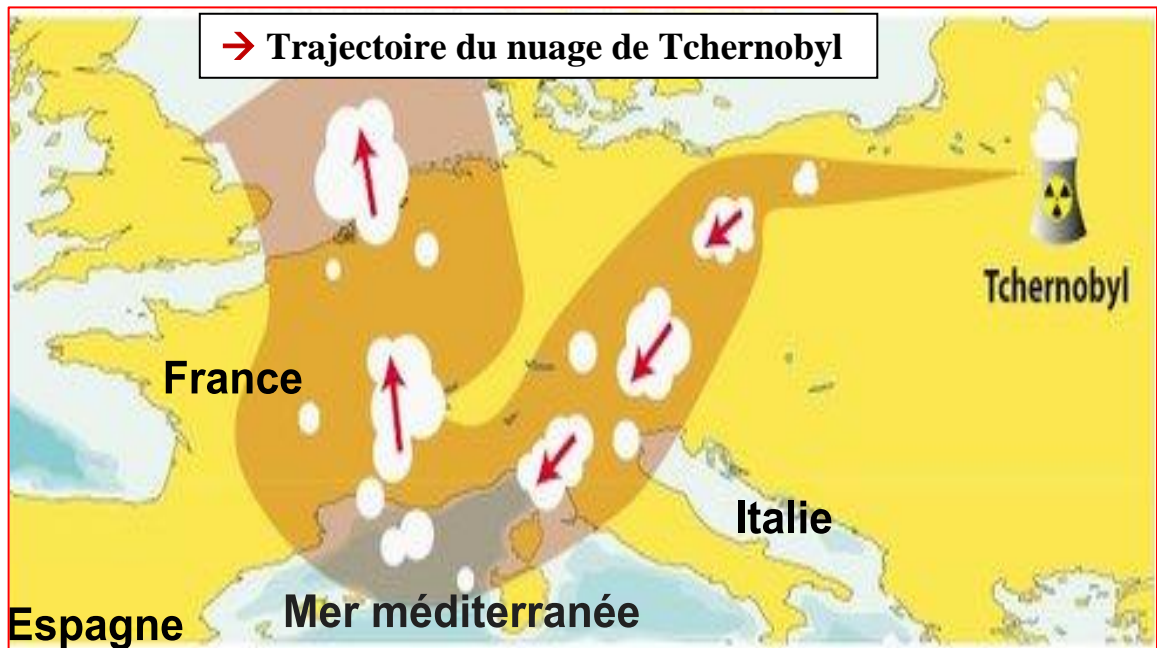 → Trajectoire du nuage de Tchernobyl
Tchernobyl
France
Italie
Mer méditerranée
Espagne